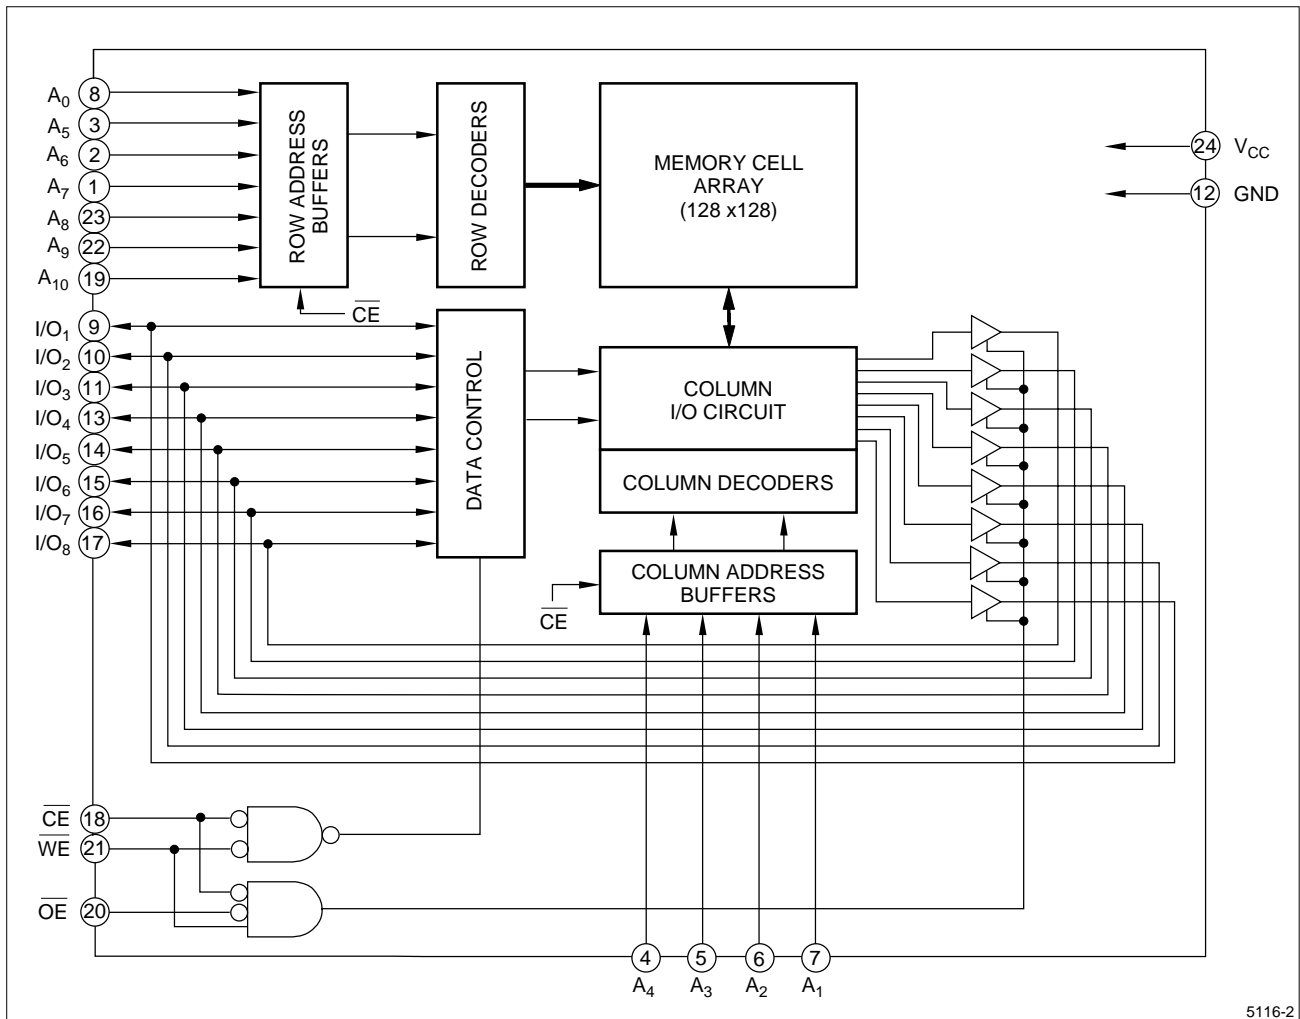 A0 8
A5 3
A6 2
A7 1
A8 23
A9 22
A10 19
ROW ADDRESS
BUFFERS
CE
ROW DECODERS
MEMORY CELL
ARRAY
(128 x128)
24 VCC
12 GND
I/O1 9
I/O2 10
I/O3 11
I/O4 13
I/O5 14
I/O6 15
I/O7 16
I/O8 17
DATA CONTROL
COLUMN
I/O CIRCUIT
COLUMN DECODERS
COLUMN ADDRESS
BUFFERS
CE
CE 18
WE 21
OE 20
4 5 6 7
A4 A3 A2 A1
5116-2